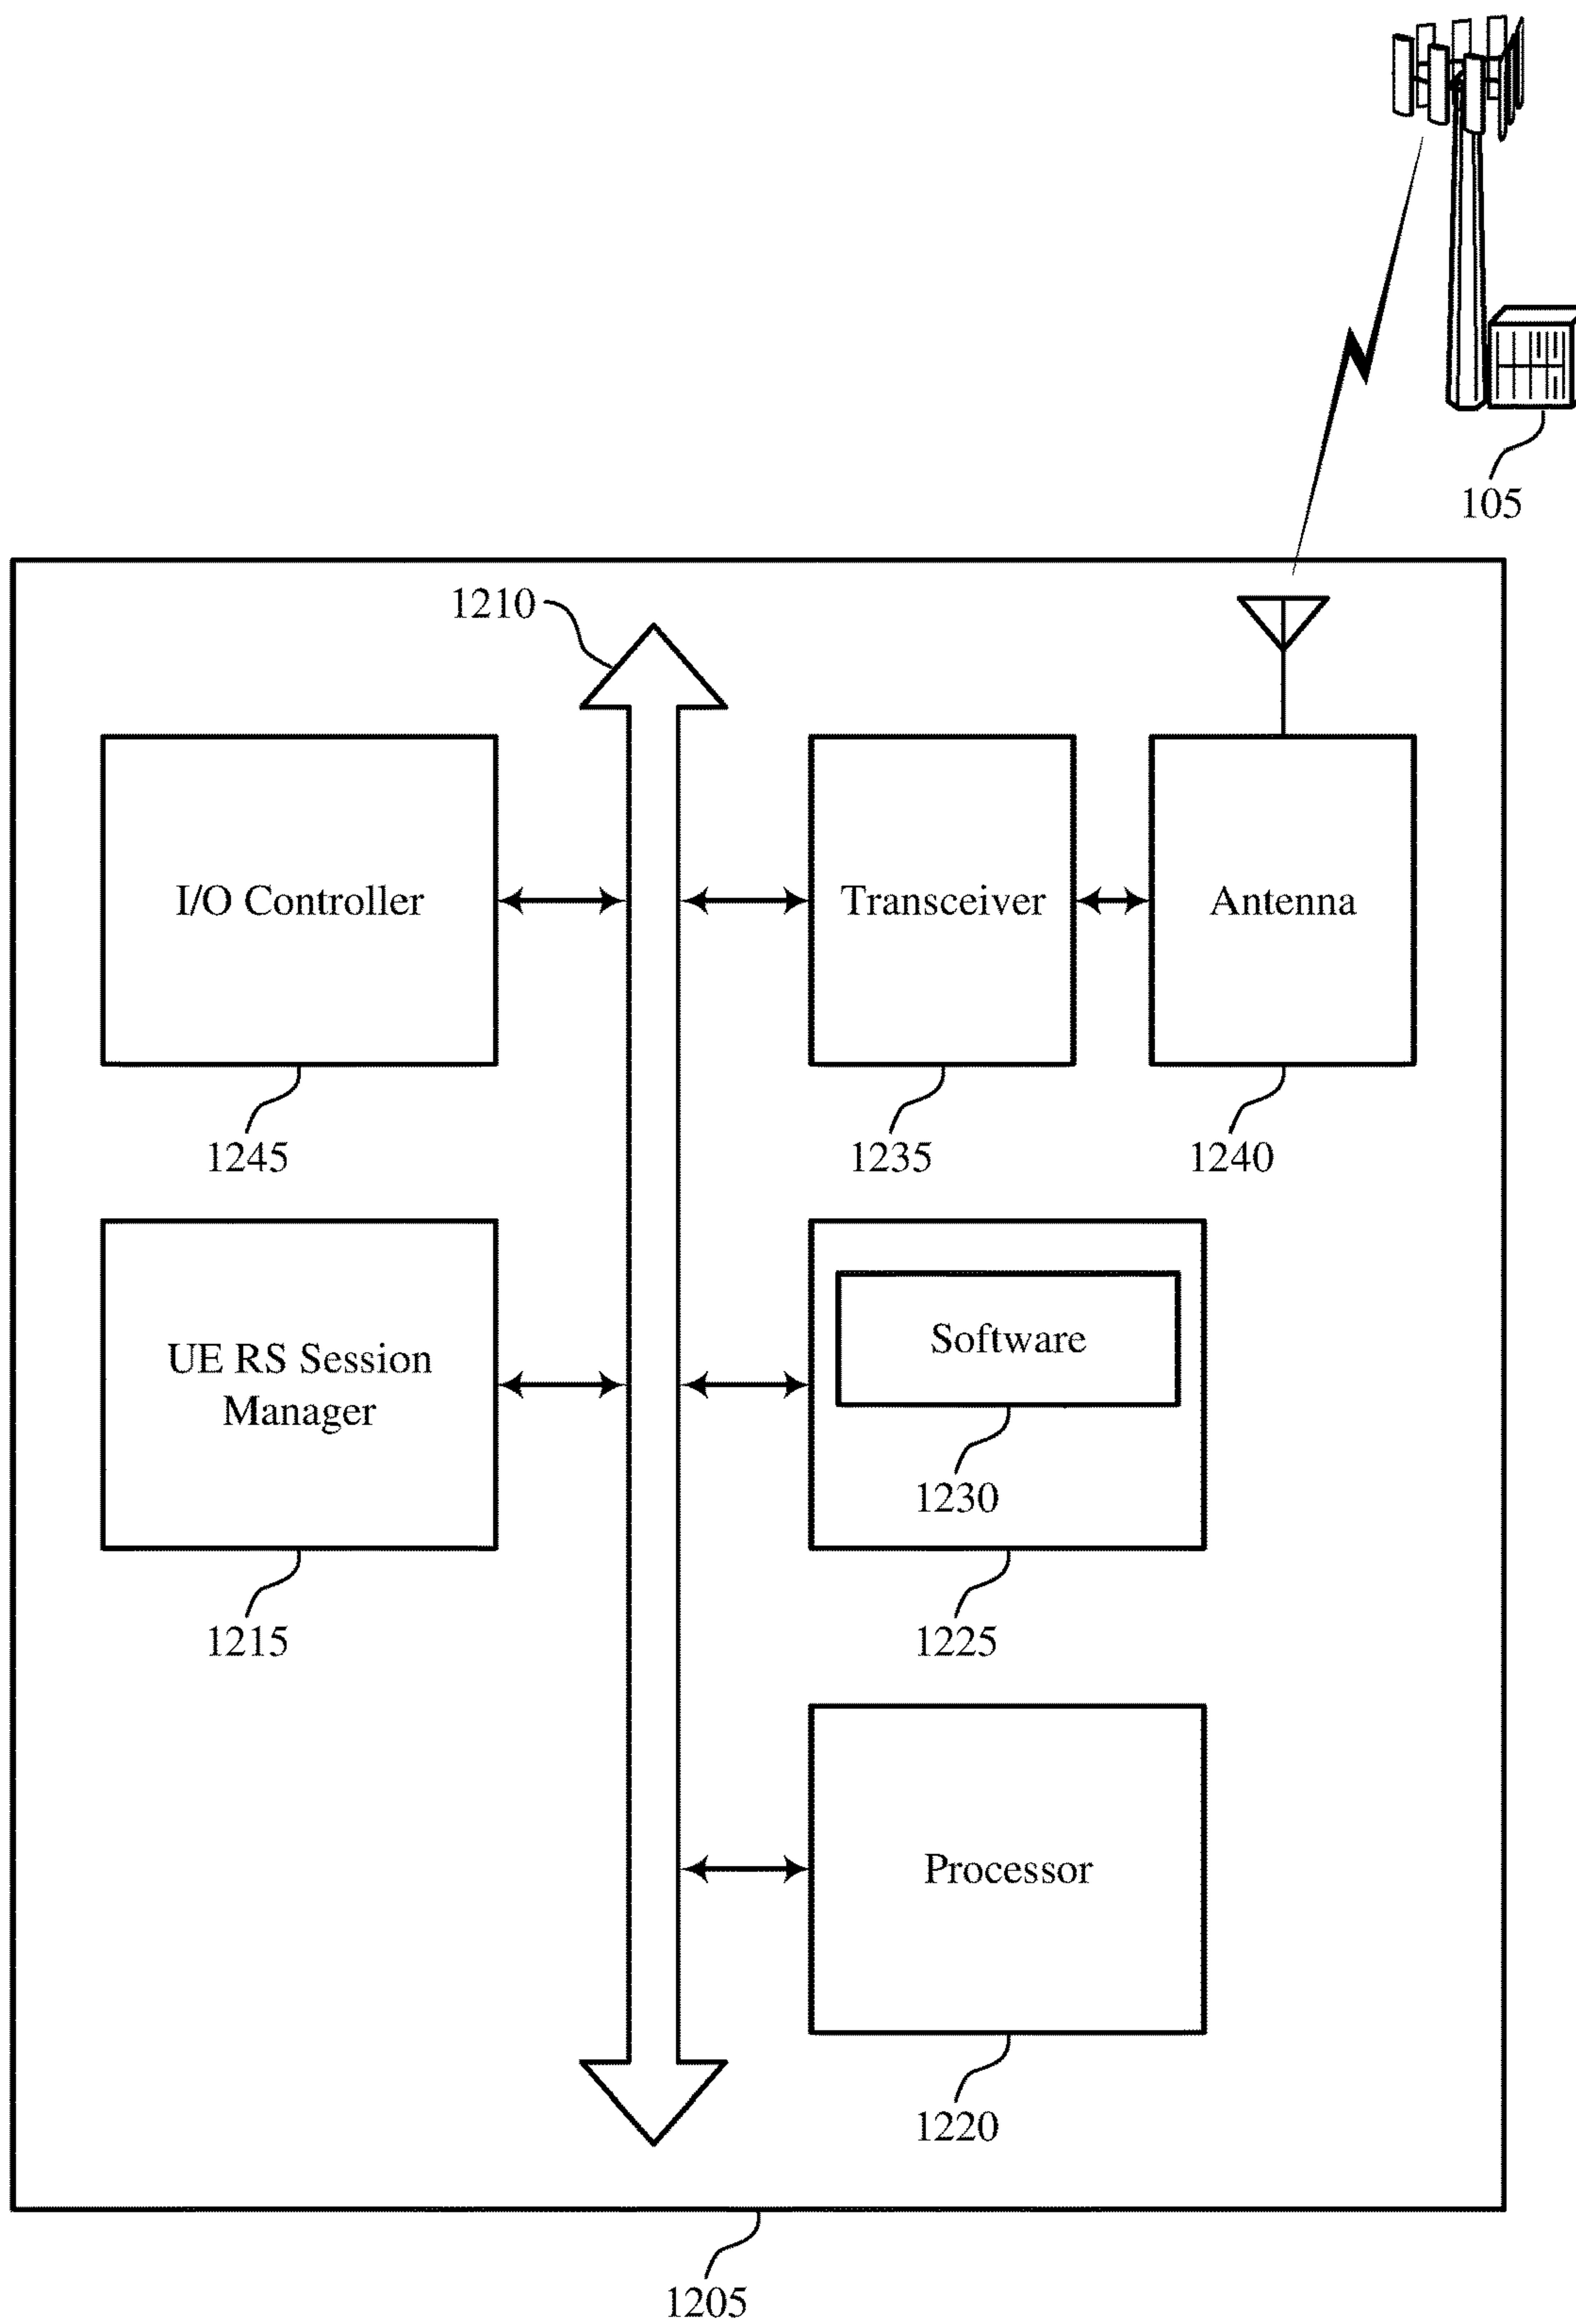 105
1210
I/O Controller
Transceiver
Antenna
1245
1235
1240
UE RS Session
Manager
Software
1230
1215
1225
Processor
1220
1205